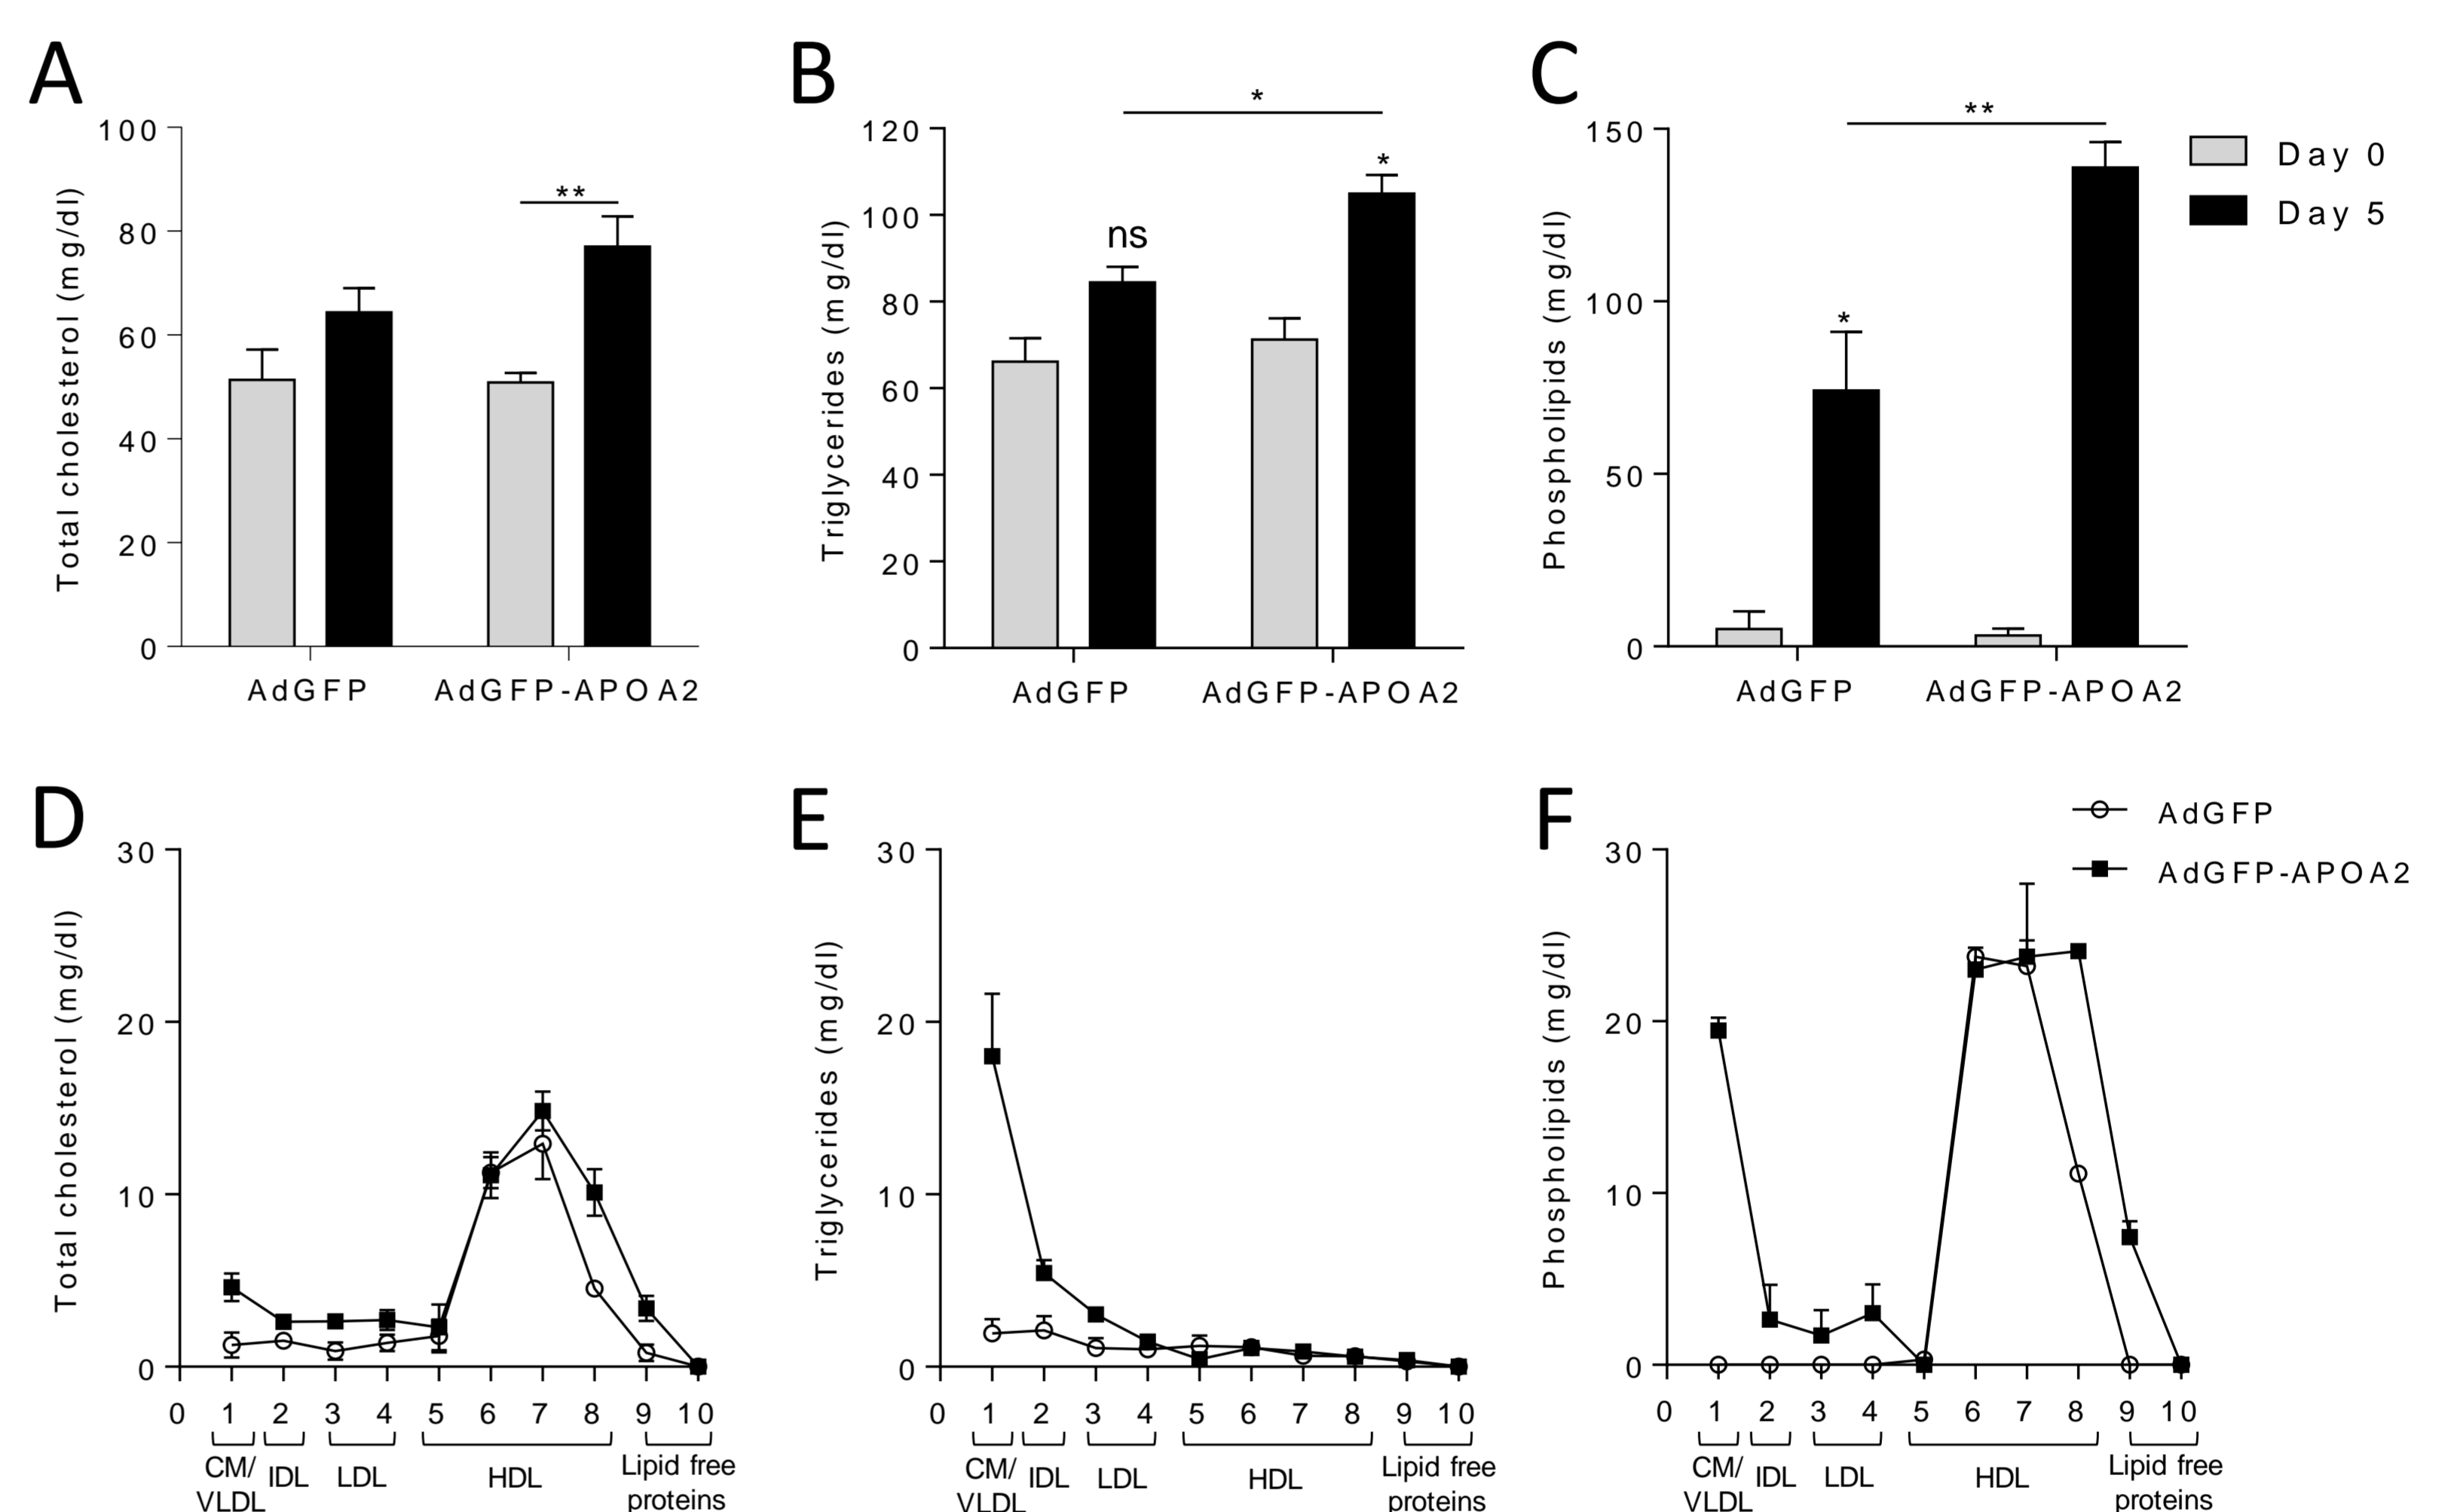 A
Total cholesterol (mg/dl)
100
80
60
40
20
0
**
AdGFP
AdGFP-APOA2
B
Triglycerides (mg/dl)
120
100
80
60
40
20
0
*
ns
*
AdGFP
AdGFP-APOA2
C
Phospholipids (mg/dl)
150
100
50
0
**
*
AdGFP
AdGFP-APOA2
Day 0
Day 5
D
Total cholesterol (mg/dl)
30
20
10
0
0 1 2 3 4 5 6 7 8 9 10
CM/
VLDL
IDL
LDL
HDL
Lipid free
proteins
E
Triglycerides (mg/dl)
30
20
10
0
0 1 2 3 4 5 6 7 8 9 10
CM/
VLDL
IDL
LDL
HDL
Lipid free
proteins
F
Phospholipids (mg/dl)
30
20
10
0
0 1 2 3 4 5 6 7 8 9 10
CM/
VLDL
IDL
LDL
HDL
Lipid free
proteins
AdGFP
AdGFP-APOA2